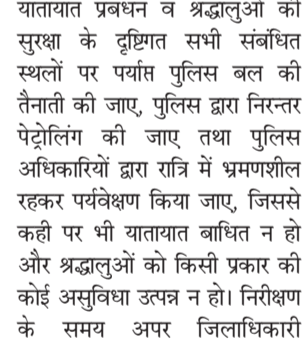 यातायात प्रबंधन व श्रद्धालुओं की
सुरक्षा के दृष्टिगत सभी संबंधित
स्थलों पर पर्याप्त पुलिस बल की
तैनाती की जाए, पुलिस द्वारा निरन्तर
पेट्रोलिंग की जाए तथा पुलिस
अधिकारियों द्वारा रात्रि में भ्रमणशील
रहकर पर्यवेक्षण किया जाए, जिससे
कही पर भी यातायात बाधित न हो
और श्रद्धालुओं को किसी प्रकार की
कोई असुविधा उत्पन्न न हो। निरीक्षण
के समय अपर जिलाधिकारी